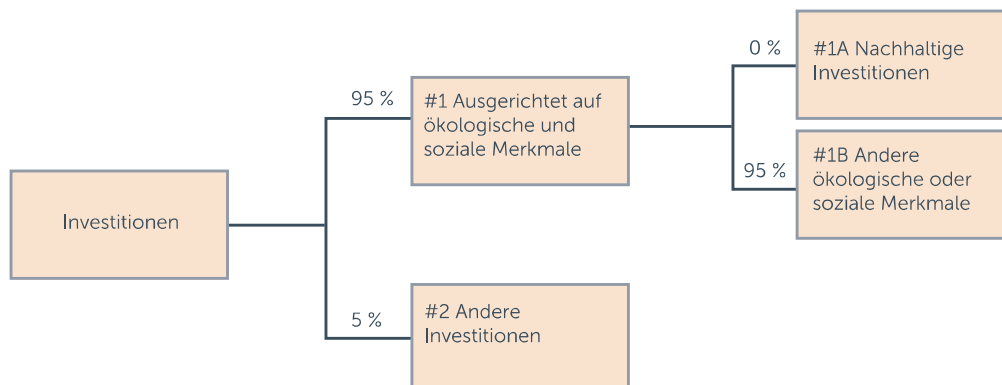 Investitionen
95 %
#1 Ausgerichtet auf
ökologische und
soziale Merkmale
0 %
#1A Nachhaltige
Investitionen
95 %
#1B Andere
ökologische oder
soziale Merkmale
5 %
#2 Andere
Investitionen